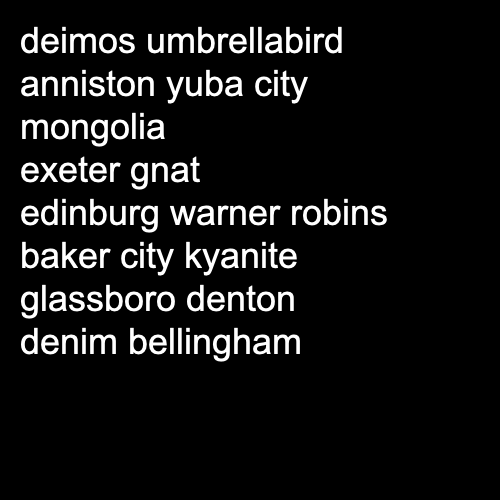 deimos umbrellabird
anniston yuba city
mongolia
exeter gnat
edinburg warner robins
baker city kyanite
glassboro denton
denim bellingham